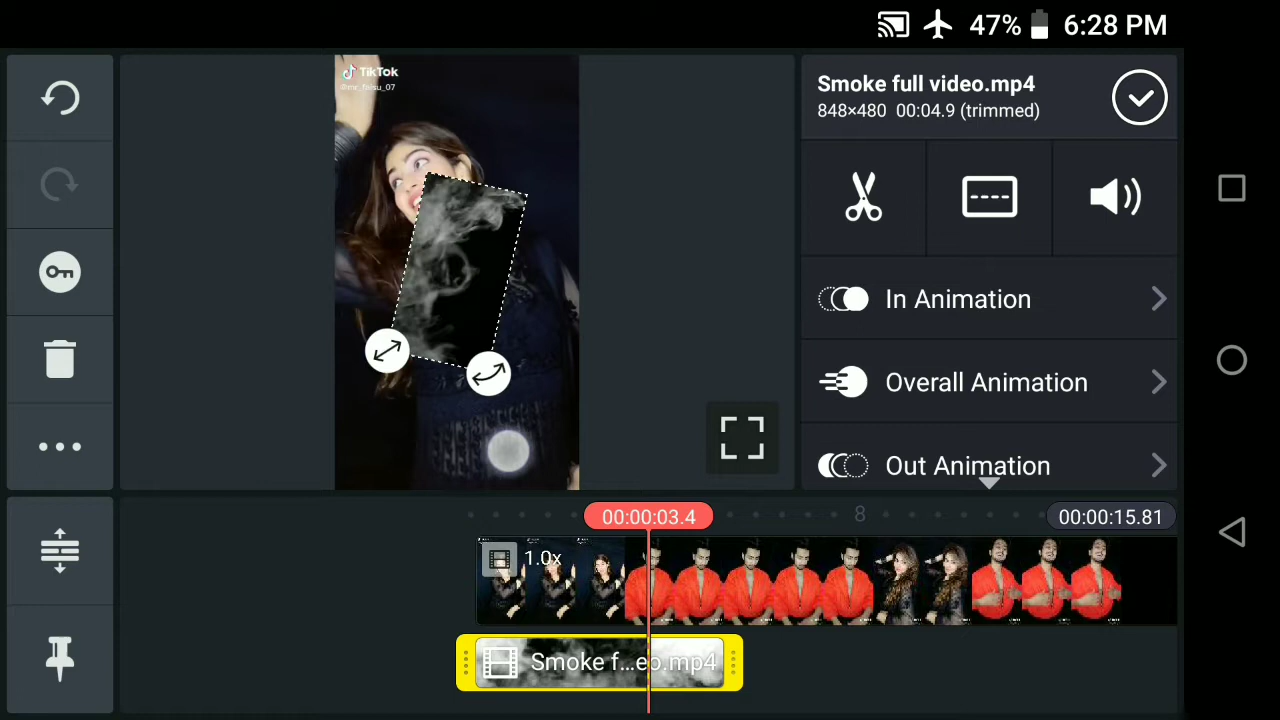 47% 6:28 PM
TikTok
Smoke full video.mp4
848×480 00:04.9 (trimmed)
In Animation
Overall Animation
Out Animation
00:00:03.4
8
00:00:15.81
1.0x
Smoke f...eo.mp4